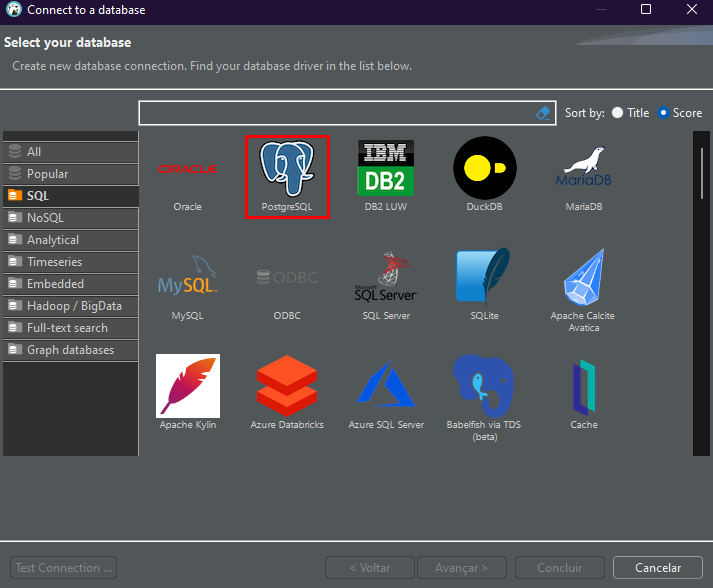 Connect to a database
Select your database
Create new database connection. Find your database driver in the list below.
Sort by: Title Score
All
Popular
SQL
NoSQL
Analytical
Timeseries
Embedded
Hadoop / BigData
Full-text search
Graph databases
ORACLE
Oracle
PostgreSQL
IBM
DB2
DB2 LUW
DuckDB
MariaDB
MariaDB
MySQL
MySQL
ODBC
ODBC
Microsoft
SQL Server
SQL Server
SQLite
Apache Calcite
Avatica
Apache Kylin
Azure Databricks
Azure SQL Server
Babelfish via TDS
(beta)
Cache
Test Connection ...
< Voltar
Avançar >
Concluir
Cancelar